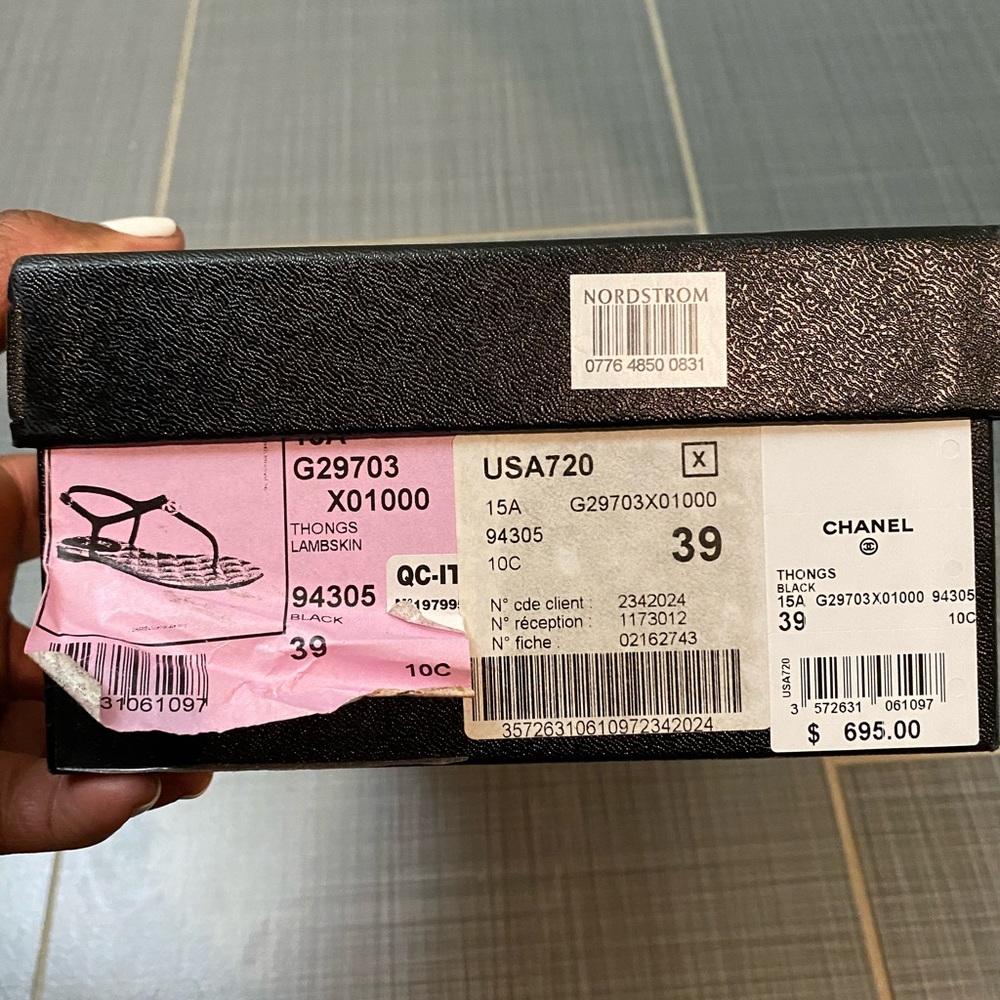 NORDSTROM
0776 4850 0831
15A
G29703
X01000
THONGS
LAMBSKIN
94305
BLACK
39
10C
31061097
QC-IT
USA720
X
15A G29703X01000
94305
39
10C
N° cde client : 2342024
N° réception : 1173012
N° fiche : 02162743
35726310610972342024
CHANEL
THONGS
BLACK
15A G29703X01000 94305
39
10C
USA720
3 572631 061097
$ 695.00